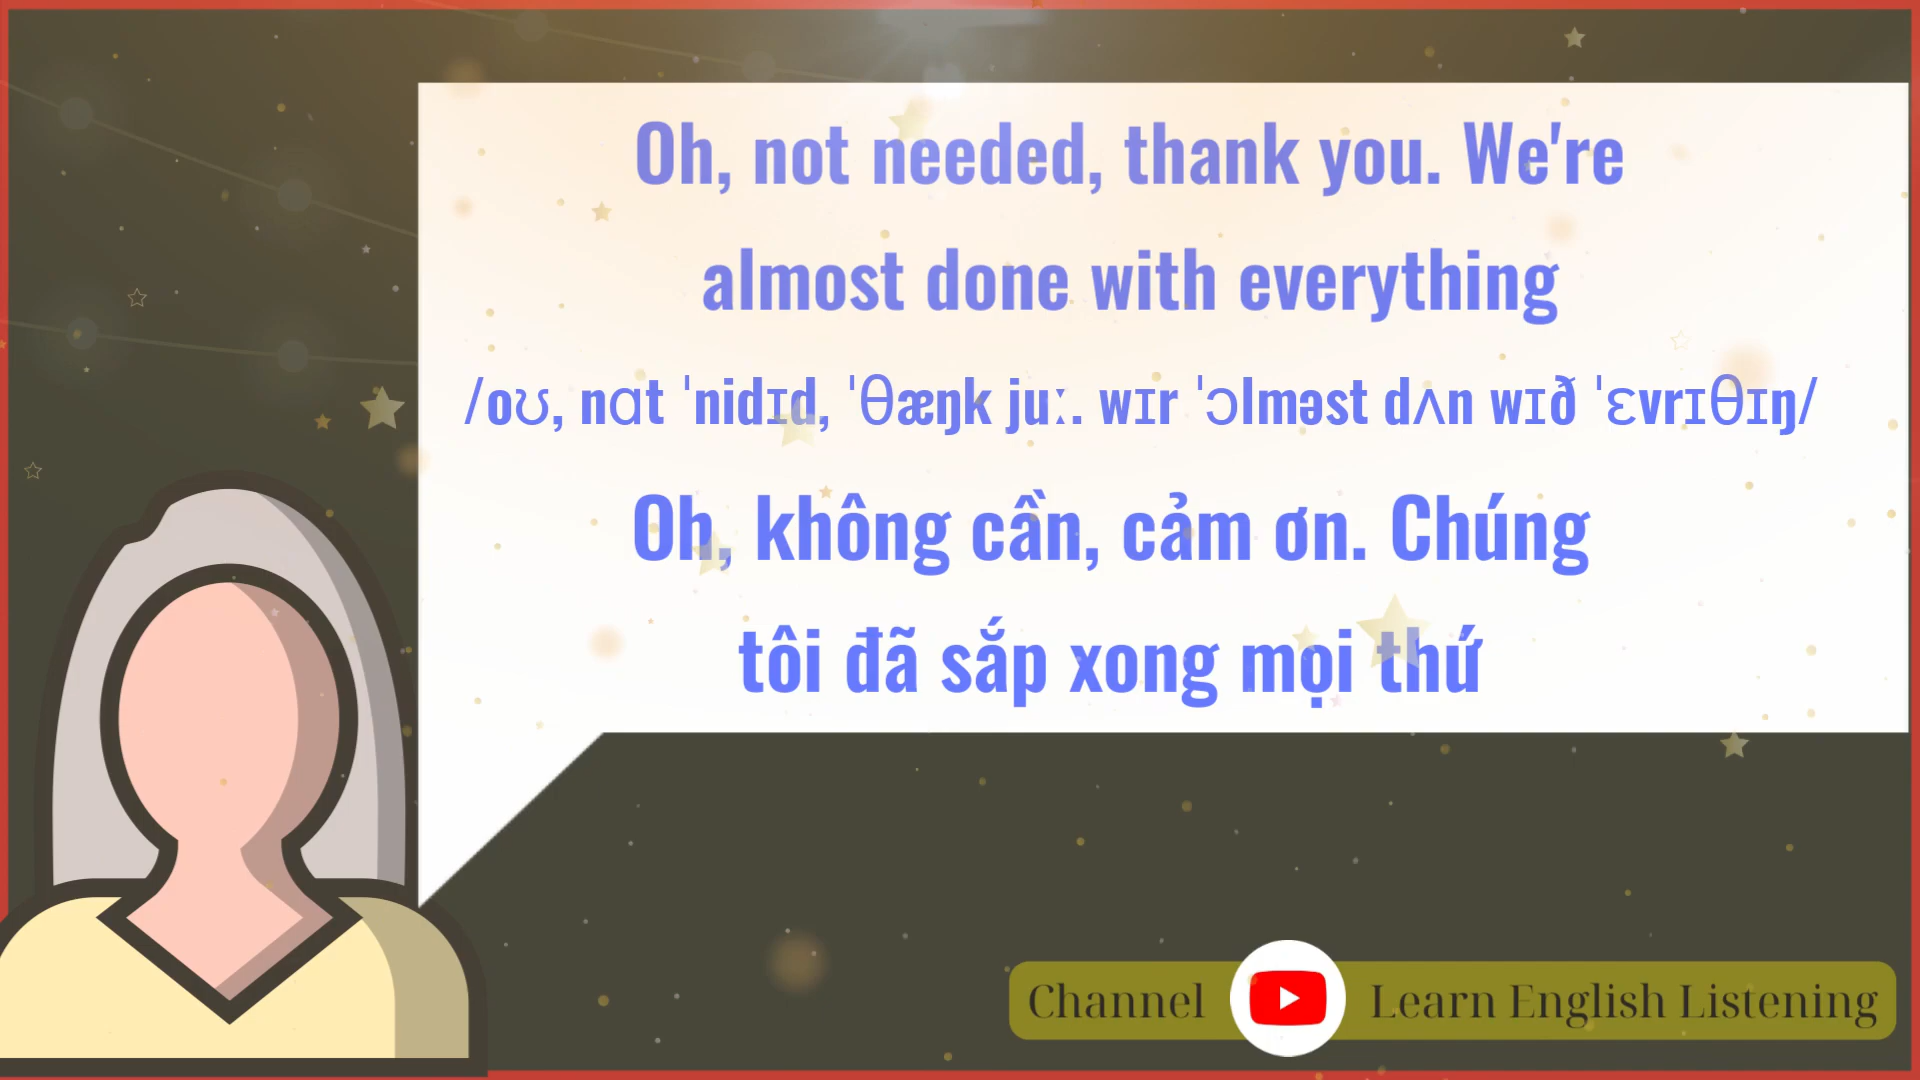 Oh, not needed, thank you. We're
almost done with everything
/oʊ, nɑt ˈnidɪd, ˈθæŋk juː. wɪr ˈɔlməst dʌn wɪð ˈɛvrɪθɪŋ/
Oh, không cần, cảm ơn. Chúng
tôi đã sắp xong mọi thứ
Channel Learn English Listening